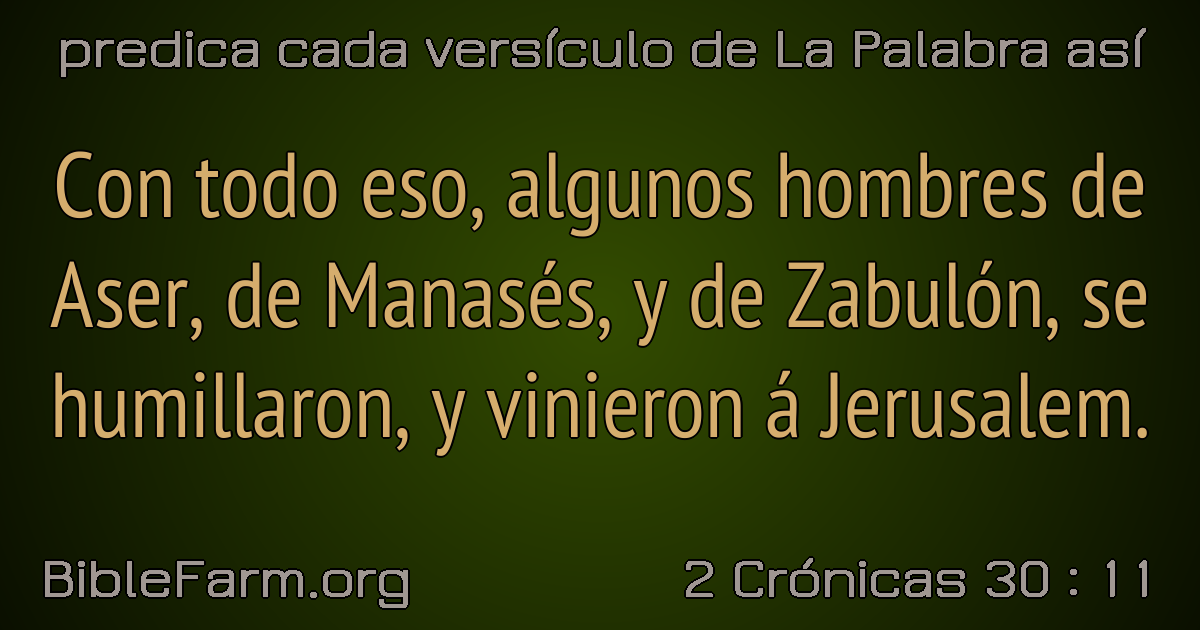 predica cada versículo de La Palabra así
Con todo eso, algunos hombres de
Aser, de Manasés, y de Zabulón, se
humillaron, y vinieron á Jerusalem.
BibleFarm.org
2 Crónicas 30 : 11